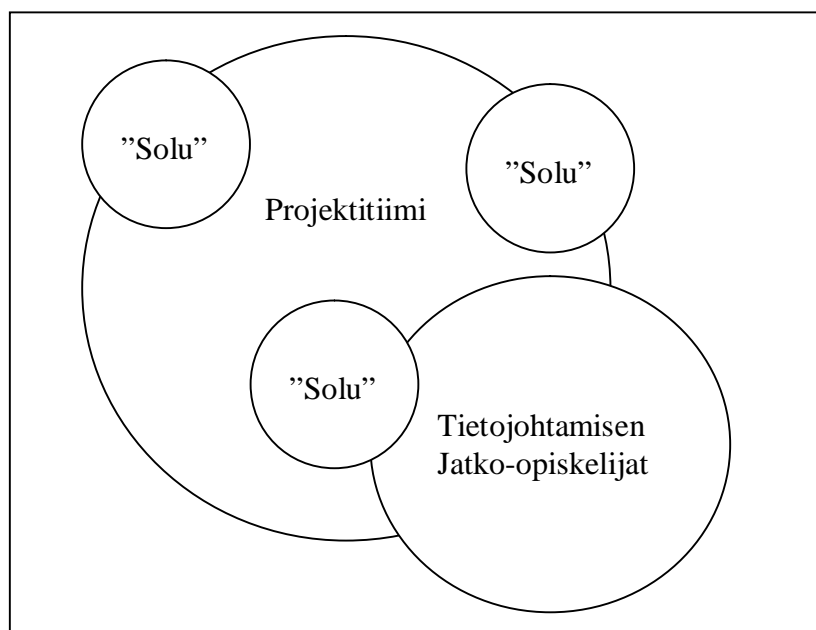 ”Solu”
”Solu”
Projektitiimi
”Solu”
Tietojohtamisen
Jatko-opiskelijat